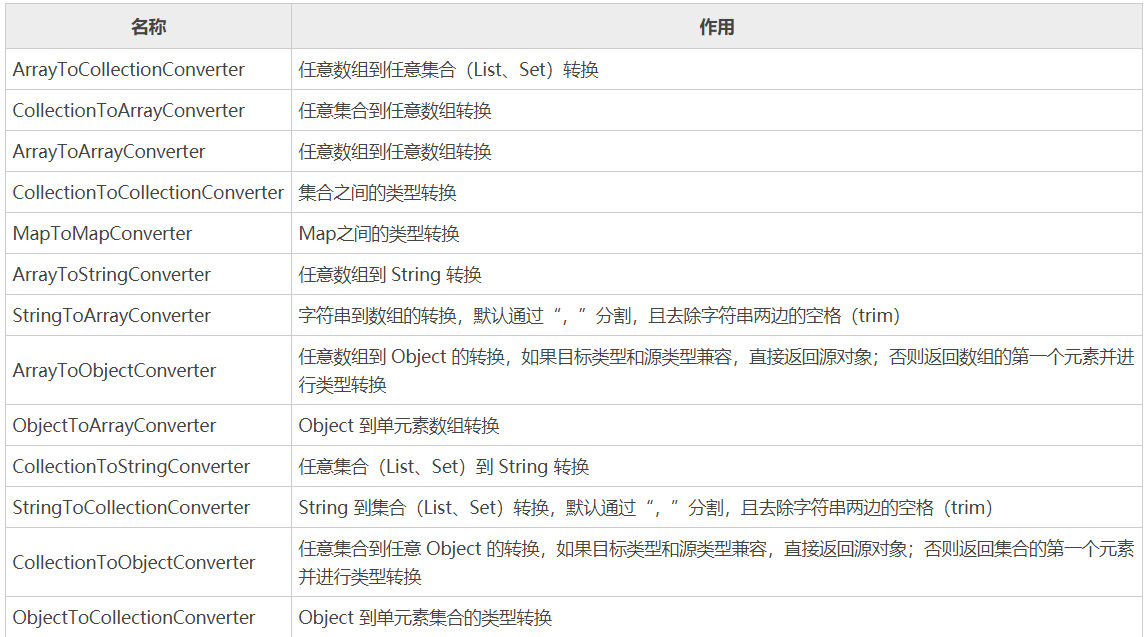 名称 作用
ArrayToCollectionConverter 任意数组到任意集合（List、Set）转换
CollectionToArrayConverter 任意集合到任意数组转换
ArrayToArrayConverter 任意数组到任意数组转换
CollectionToCollectionConverter 集合之间的类型转换
MapToMapConverter Map之间的类型转换
ArrayToStringConverter 任意数组到 String 转换
StringToArrayConverter 字符串到数组的转换，默认通过“，”分割，且去除字符串两边的空格（trim）
ArrayToObjectConverter 任意数组到 Object 的转换，如果目标类型和源类型兼容，直接返回源对象；否则返回数组的第一个元素并进
行类型转换
ObjectToArrayConverter Object 到单元素数组转换
CollectionToStringConverter 任意集合（List、Set）到 String 转换
StringToCollectionConverter String 到集合（List、Set）转换，默认通过“，”分割，且去除字符串两边的空格（trim）
CollectionToObjectConverter 任意集合到任意 Object 的转换，如果目标类型和源类型兼容，直接返回源对象；否则返回集合的第一个元素
并进行类型转换
ObjectToCollectionConverter Object 到单元素集合的类型转换